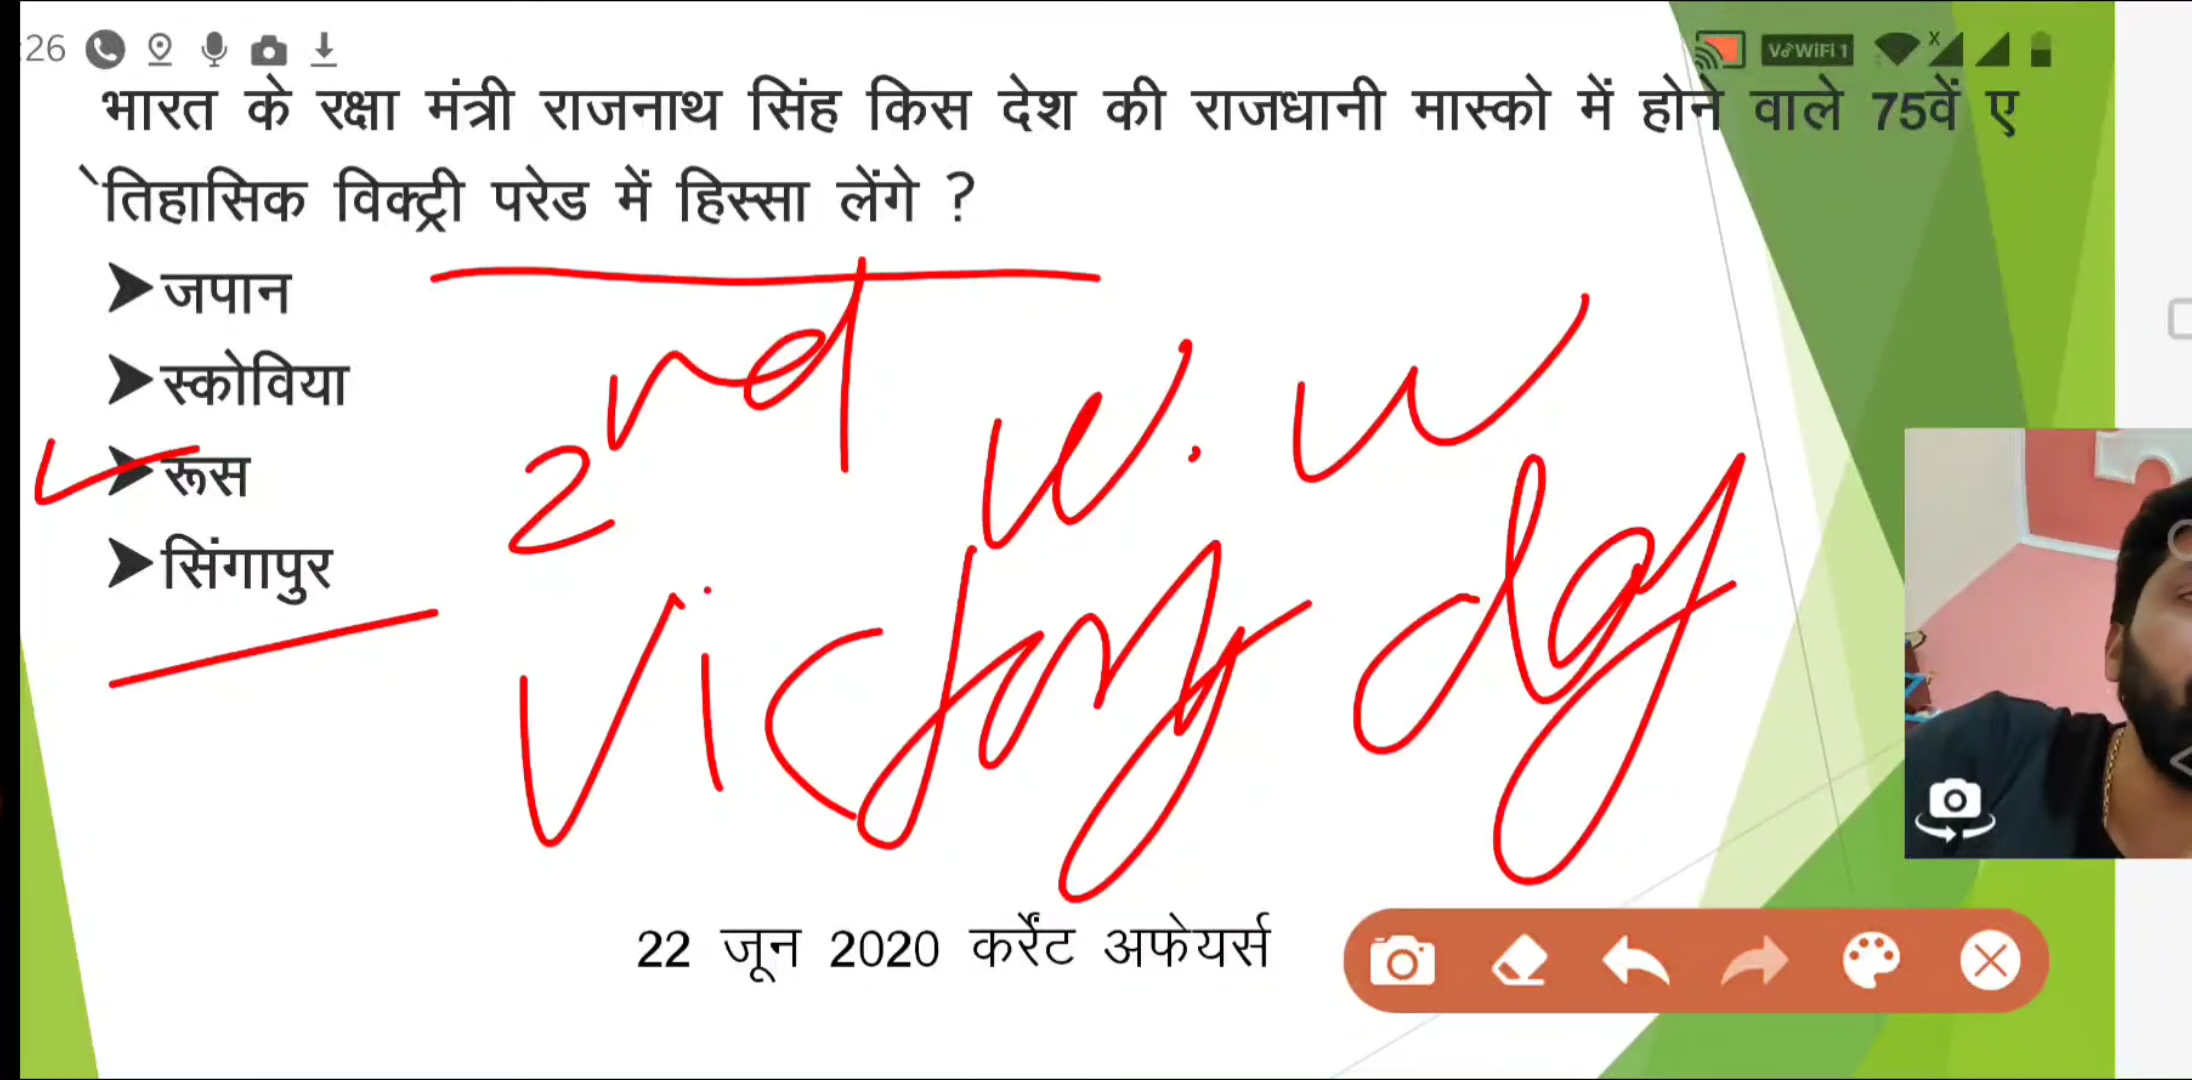 :26
VoWiFi 1
भारत के रक्षा मंत्री राजनाथ सिंह किस देश की राजधानी मास्को में होने वाले 75वें ए
ेतिहासिक विक्ट्री परेड में हिस्सा लेंगे ?
➤जपान
➤स्कोविया
➤रूस
➤सिंगापुर
2nd w. w
Victory day
22 जून 2020 करेंट अफेयर्स